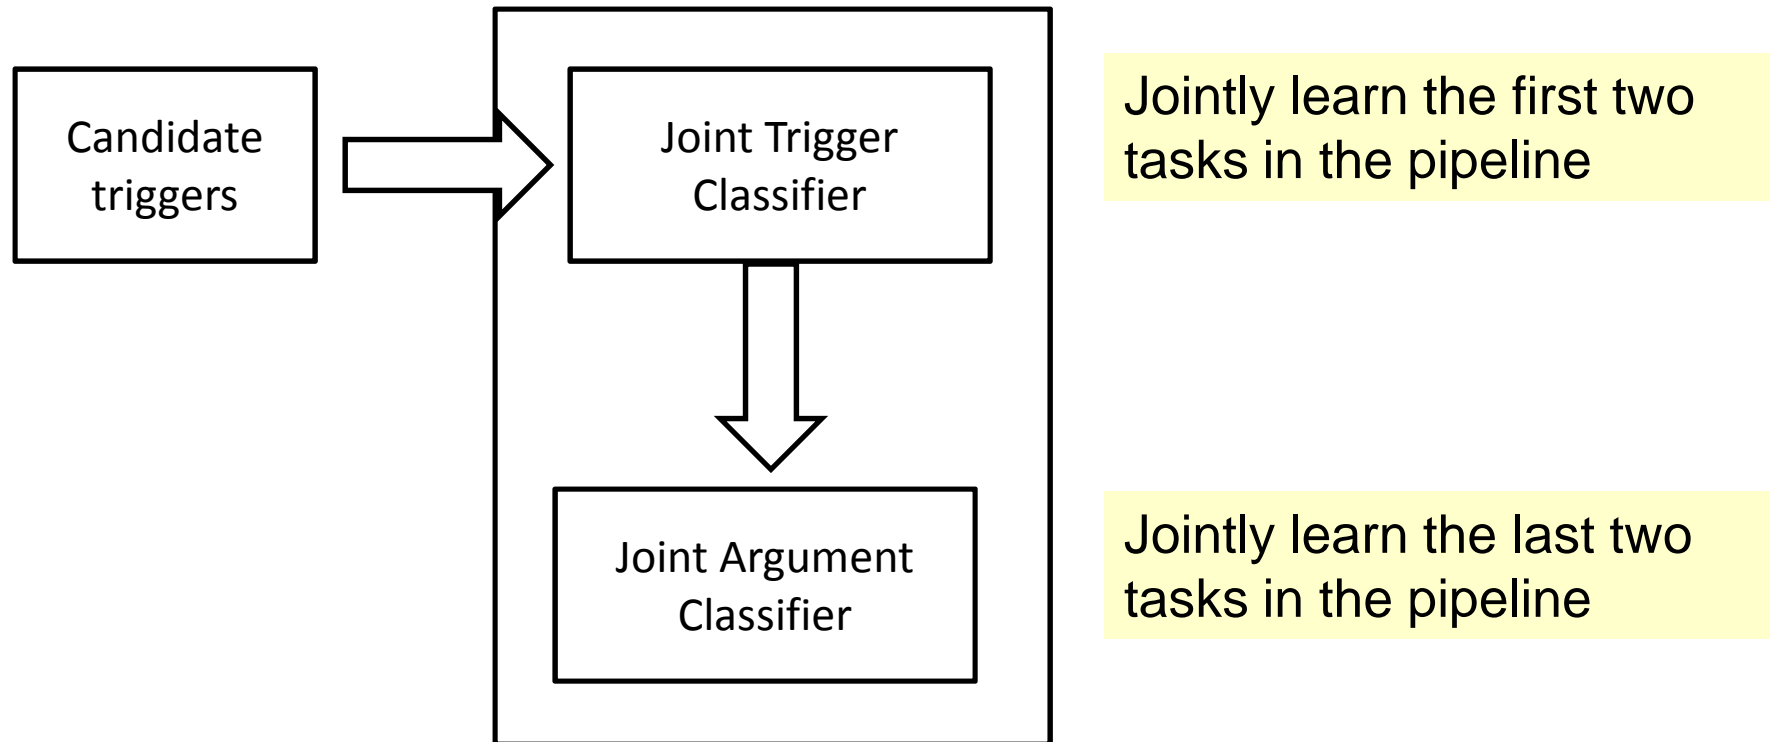 Candidate
triggers
Joint Trigger
Classifier
Jointly learn the first two
tasks in the pipeline
Joint Argument
Classifier
Jointly learn the last two
tasks in the pipeline